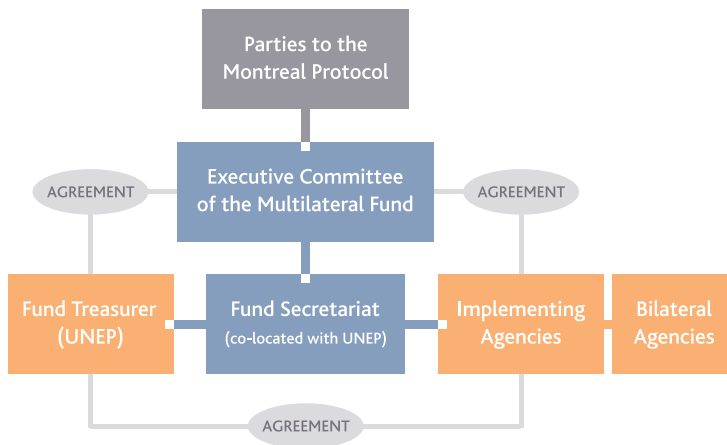 Parties to the
Montreal Protocol
Executive Committee
of the Multilateral Fund
AGREEMENT
AGREEMENT
Fund Treasurer
(UNEP)
Fund Secretariat
(co-located with UNEP)
Implementing
Agencies
Bilateral
Agencies
AGREEMENT